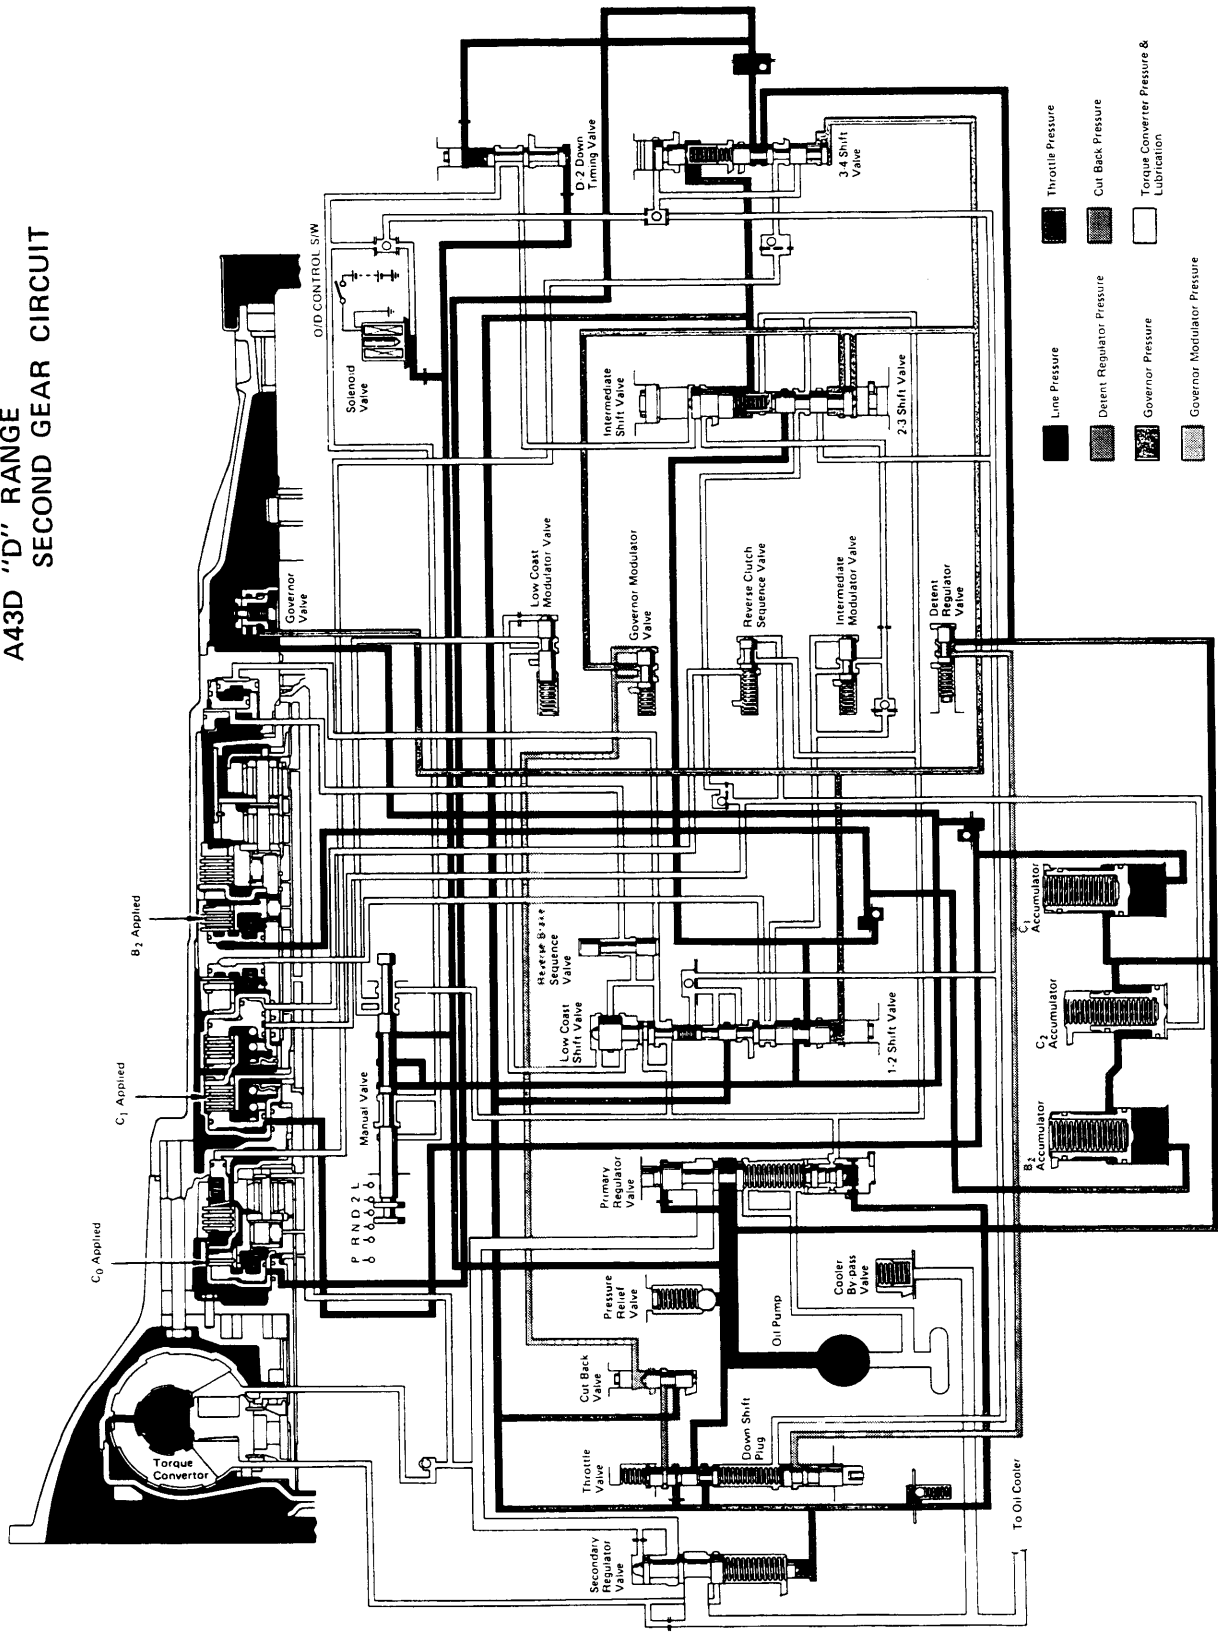 A43D "D" RANGE
SECOND GEAR CIRCUIT
C0 Applied
C1 Applied
B2 Applied
Torque
Convertor
Governor
Valve
Solenoid
Valve
O/D CONTROL S/W
D-2 Down
Timing Valve
3-4 Shift
Valve
Intermediate
Shift Valve
2-3 Shift Valve
Low Coast
Modulator Valve
Governor Modulator
Valve
Reverse Clutch
Sequence Valve
Intermediate
Modulator Valve
Detent
Regulator
Valve
P R N D 2 L
Manual Valve
Reverse Brake
Sequence
Valve
Low Coast
Shift Valve
1-2 Shift Valve
C1
Accumulator
C2
Accumulator
B2
Accumulator
Primary
Regulator
Valve
Pressure
Relief
Valve
Cooler
By-pass
Valve
Oil Pump
Cut Back
Valve
Throttle
Valve
Down Shift
Plug
Secondary
Regulator
Valve
To Oil Cooler
Line Pressure
Throttle Pressure
Detent Regulator Pressure
Cut Back Pressure
Governor Pressure
Torque Converter Pressure &
Lubrication
Governor Modulator Pressure